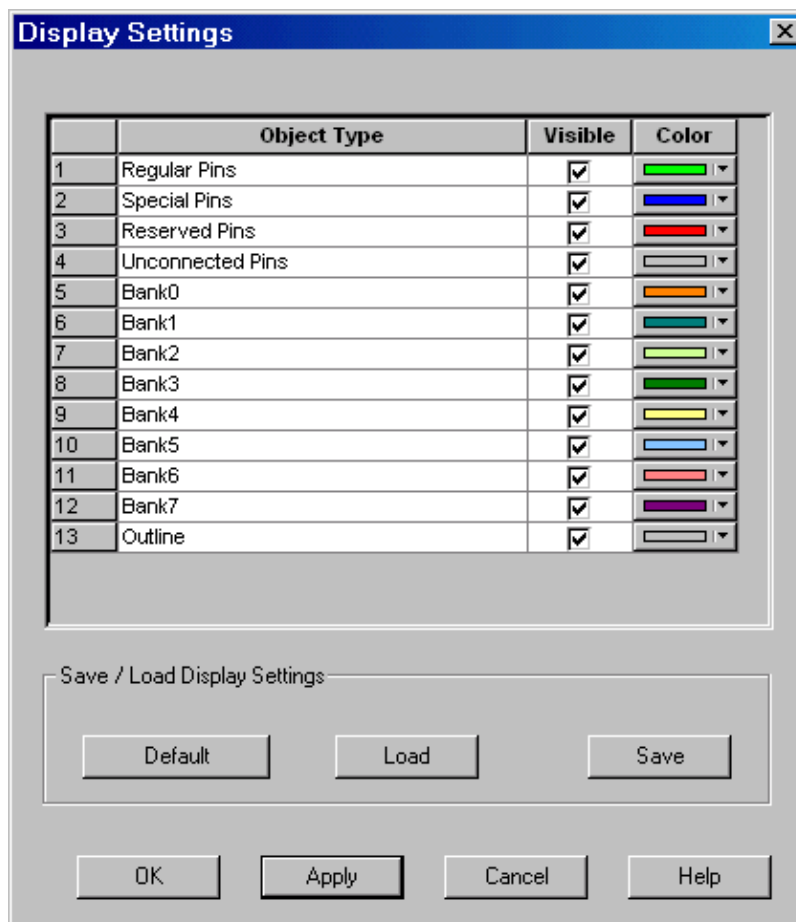 Display Settings
Object Type Visible Color
1 Regular Pins
2 Special Pins
3 Reserved Pins
4 Unconnected Pins
5 Bank0
6 Bank1
7 Bank2
8 Bank3
9 Bank4
10 Bank5
11 Bank6
12 Bank7
13 Outline
Save / Load Display Settings
Default Load Save
OK Apply Cancel Help